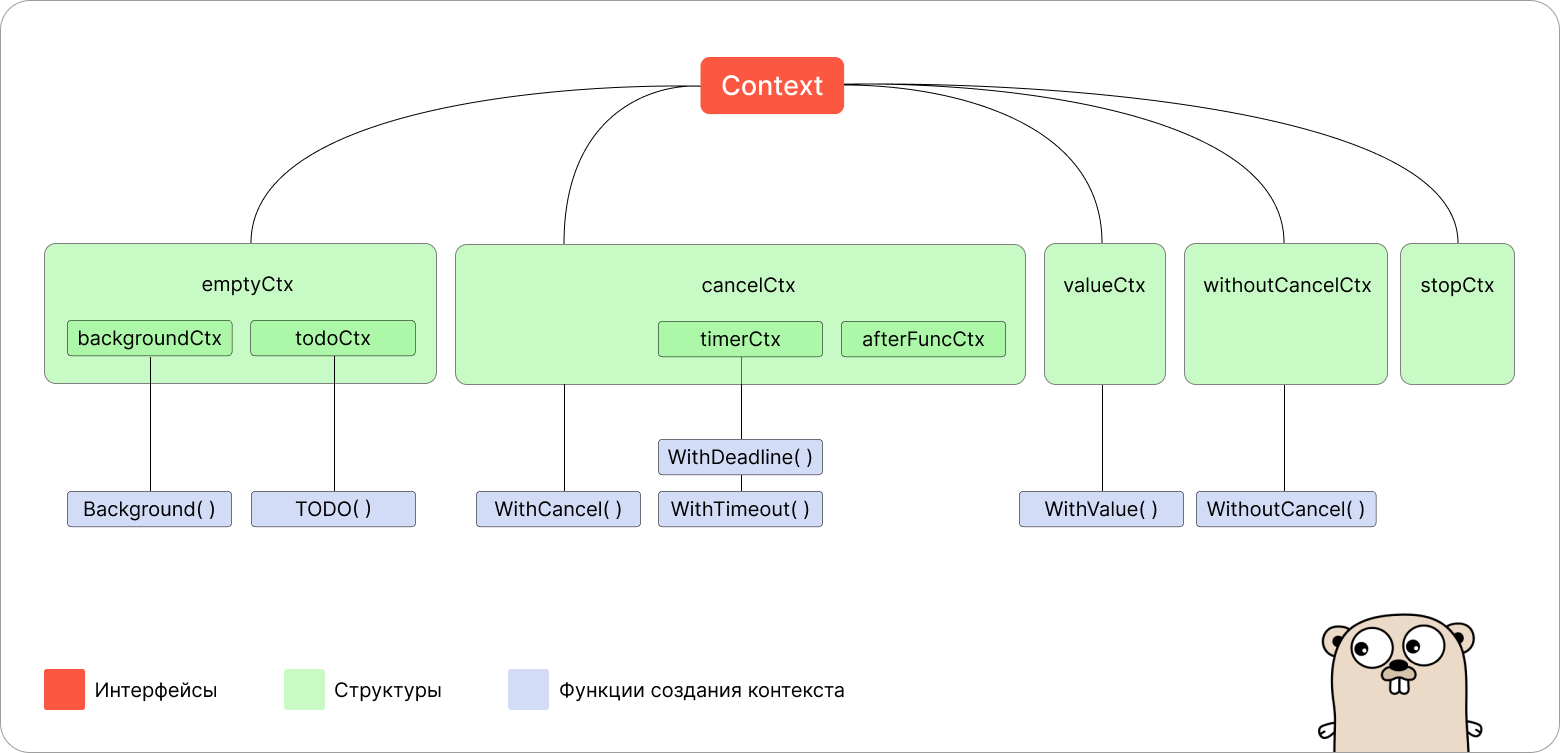 Context
emptyCtx
cancelCtx
valueCtx
withoutCancelCtx
stopCtx
backgroundCtx
todoCtx
timerCtx
afterFuncCtx
WithDeadline( )
Background( )
TODO( )
WithCancel( )
WithTimeout( )
WithValue( )
WithoutCancel( )
Интерфейсы
Структуры
Функции создания контекста